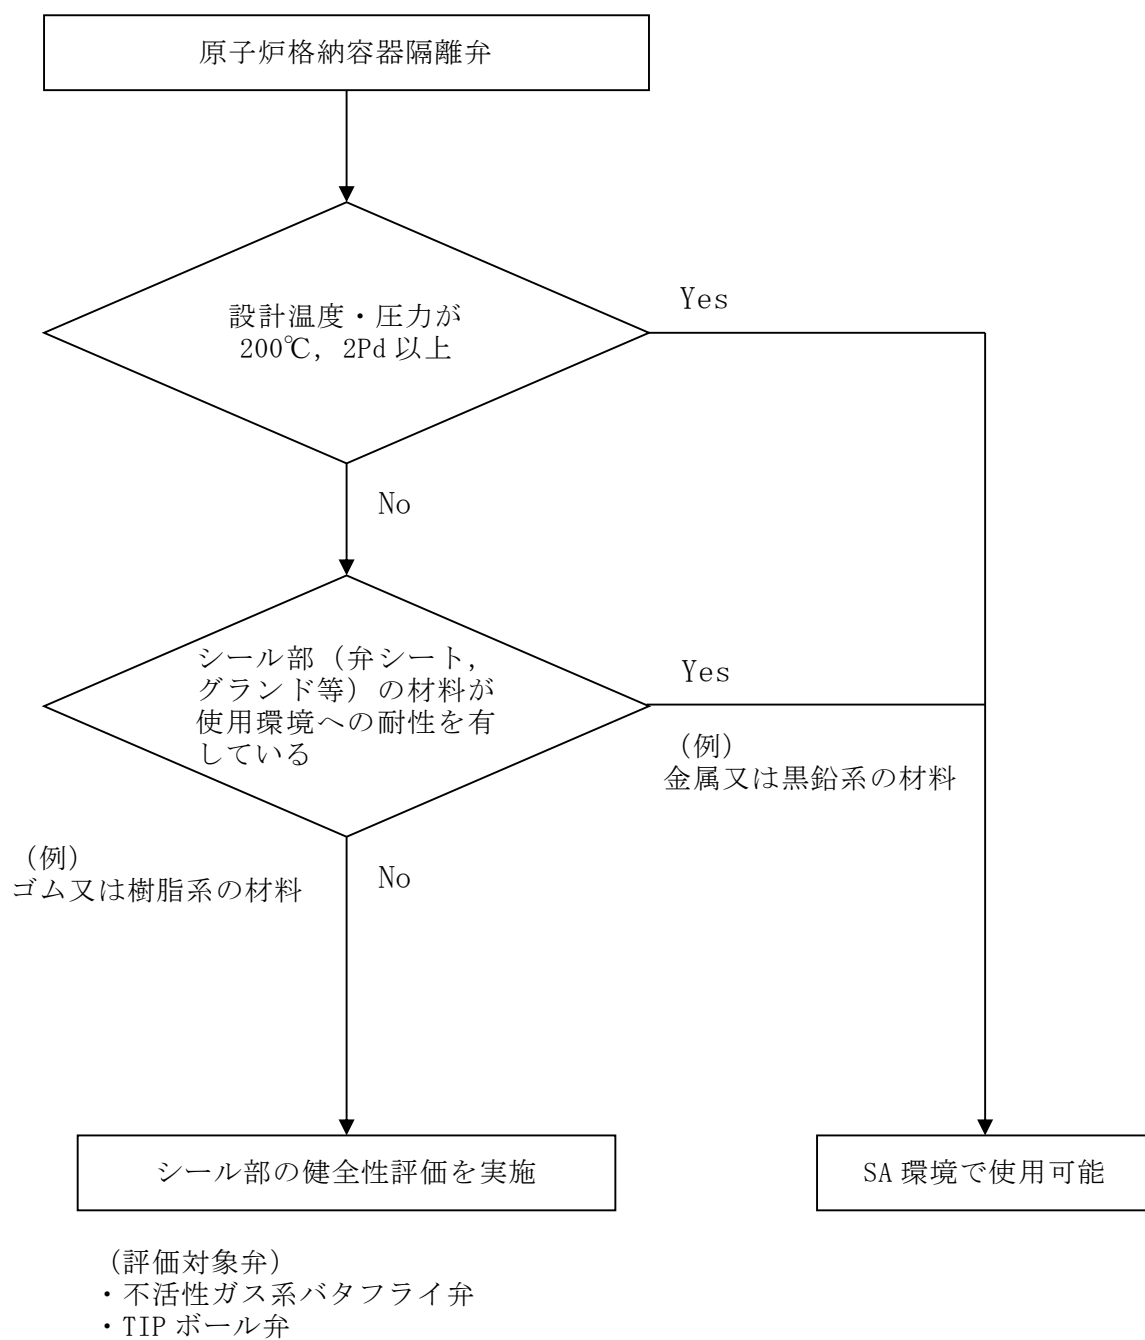 原子炉格納容器隔離弁
設計温度・圧力が
200℃, 2Pd 以上
Yes
No
シール部（弁シート,
グランド等）の材料が
使用環境への耐性を有
している
Yes
（例）
金属又は黒鉛系の材料
（例）
ゴム又は樹脂系の材料
No
シール部の健全性評価を実施
SA 環境で使用可能
（評価対象弁）
・不活性ガス系バタフライ弁
・TIP ボール弁